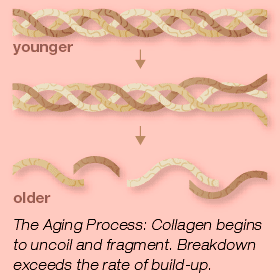 younger
older
The Aging Process: Collagen begins
to uncoil and fragment. Breakdown
exceeds the rate of build-up.